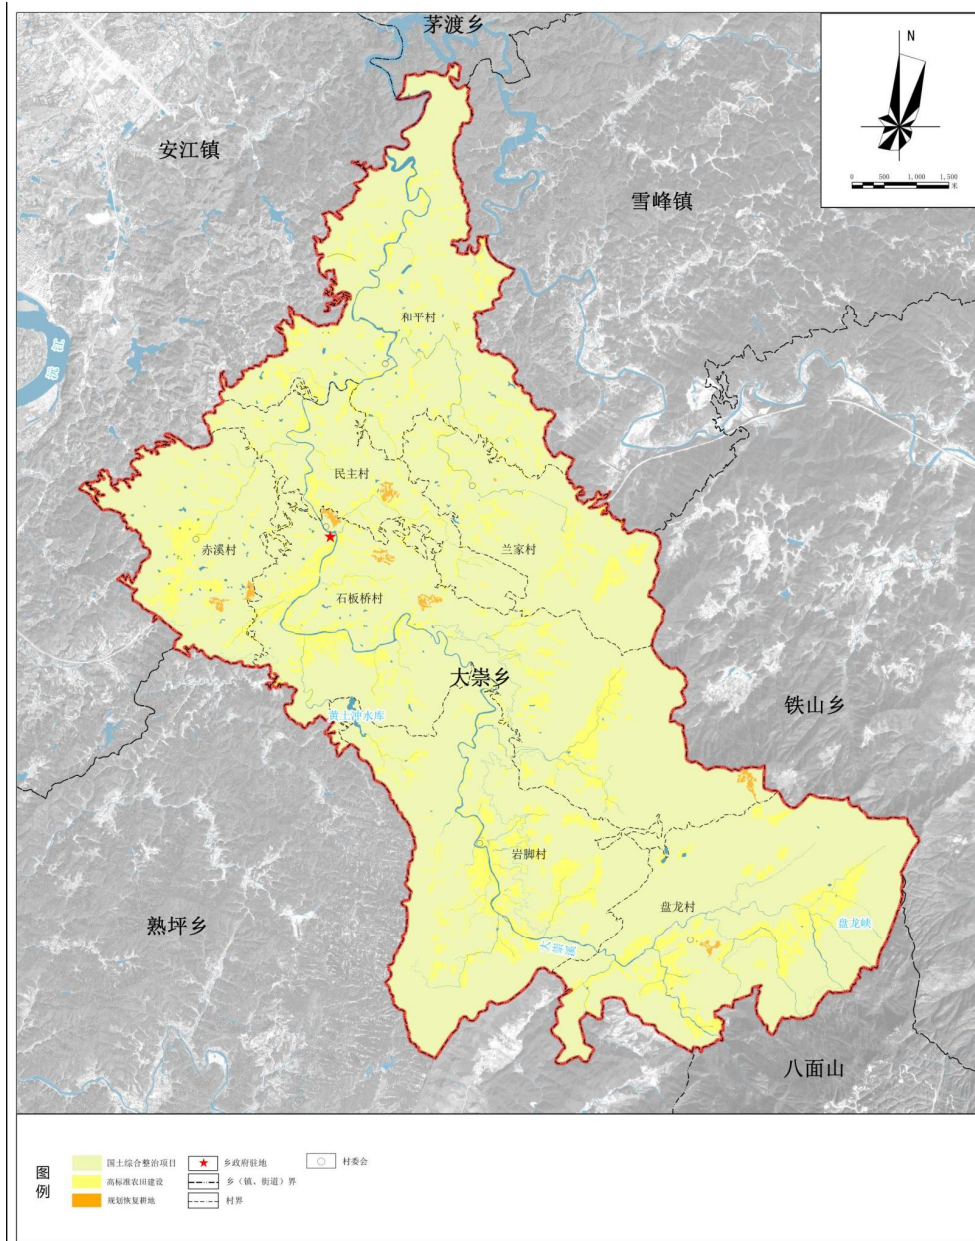 茅渡乡
N
安江镇
0 500 1,000 1,500
米
雪峰镇
沅江
和平村
民主村
赤溪村
兰家村
石板桥村
大崇乡
铁山乡
黄土冲水库
岩脚村
盘龙村
熟坪乡
盘龙峡
大崇溪
八面山
图例
国土综合整治项目
乡政府驻地
村委会
高标准农田建设
乡（镇、街道）界
规划恢复耕地
村界